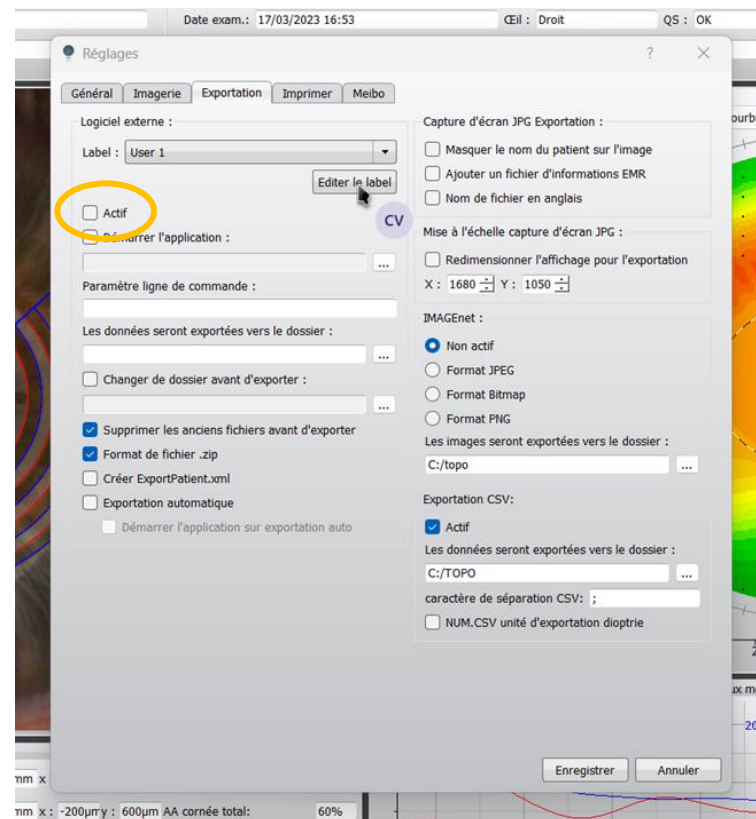 Date exam.: 17/03/2023 16:53 Œil : Droit QS : OK
Réglages ? ×
Général Imagerie Exportation Imprimer Meibo
Logiciel externe :
Label : User 1
Editer le label
Actif
CV
Démarrer l'application :
...
Paramètre ligne de commande :
Les données seront exportées vers le dossier :
...
Changer de dossier avant d'exporter :
...
Supprimer les anciens fichiers avant d'exporter
Format de fichier .zip
Créer ExportPatient.xml
Exportation automatique
Démarrer l'application sur exportation auto
Capture d'écran JPG Exportation :
Masquer le nom du patient sur l'image
Ajouter un fichier d'informations EMR
Nom de fichier en anglais
Mise à l'échelle capture d'écran JPG :
Redimensionner l'affichage pour l'exportation
X : 1680 Y : 1050
IMAGEnet :
Non actif
Format JPEG
Format Bitmap
Format PNG
Les images seront exportées vers le dossier :
C:/topo ...
Exportation CSV:
Actif
Les données seront exportées vers le dossier :
C:/TOPO ...
caractère de séparation CSV: ;
NUM.CSV unité d'exportation dioptrie
Enregistrer Annuler
mm x
mm x : -200µm y : 600µm AA cornée total: 60%